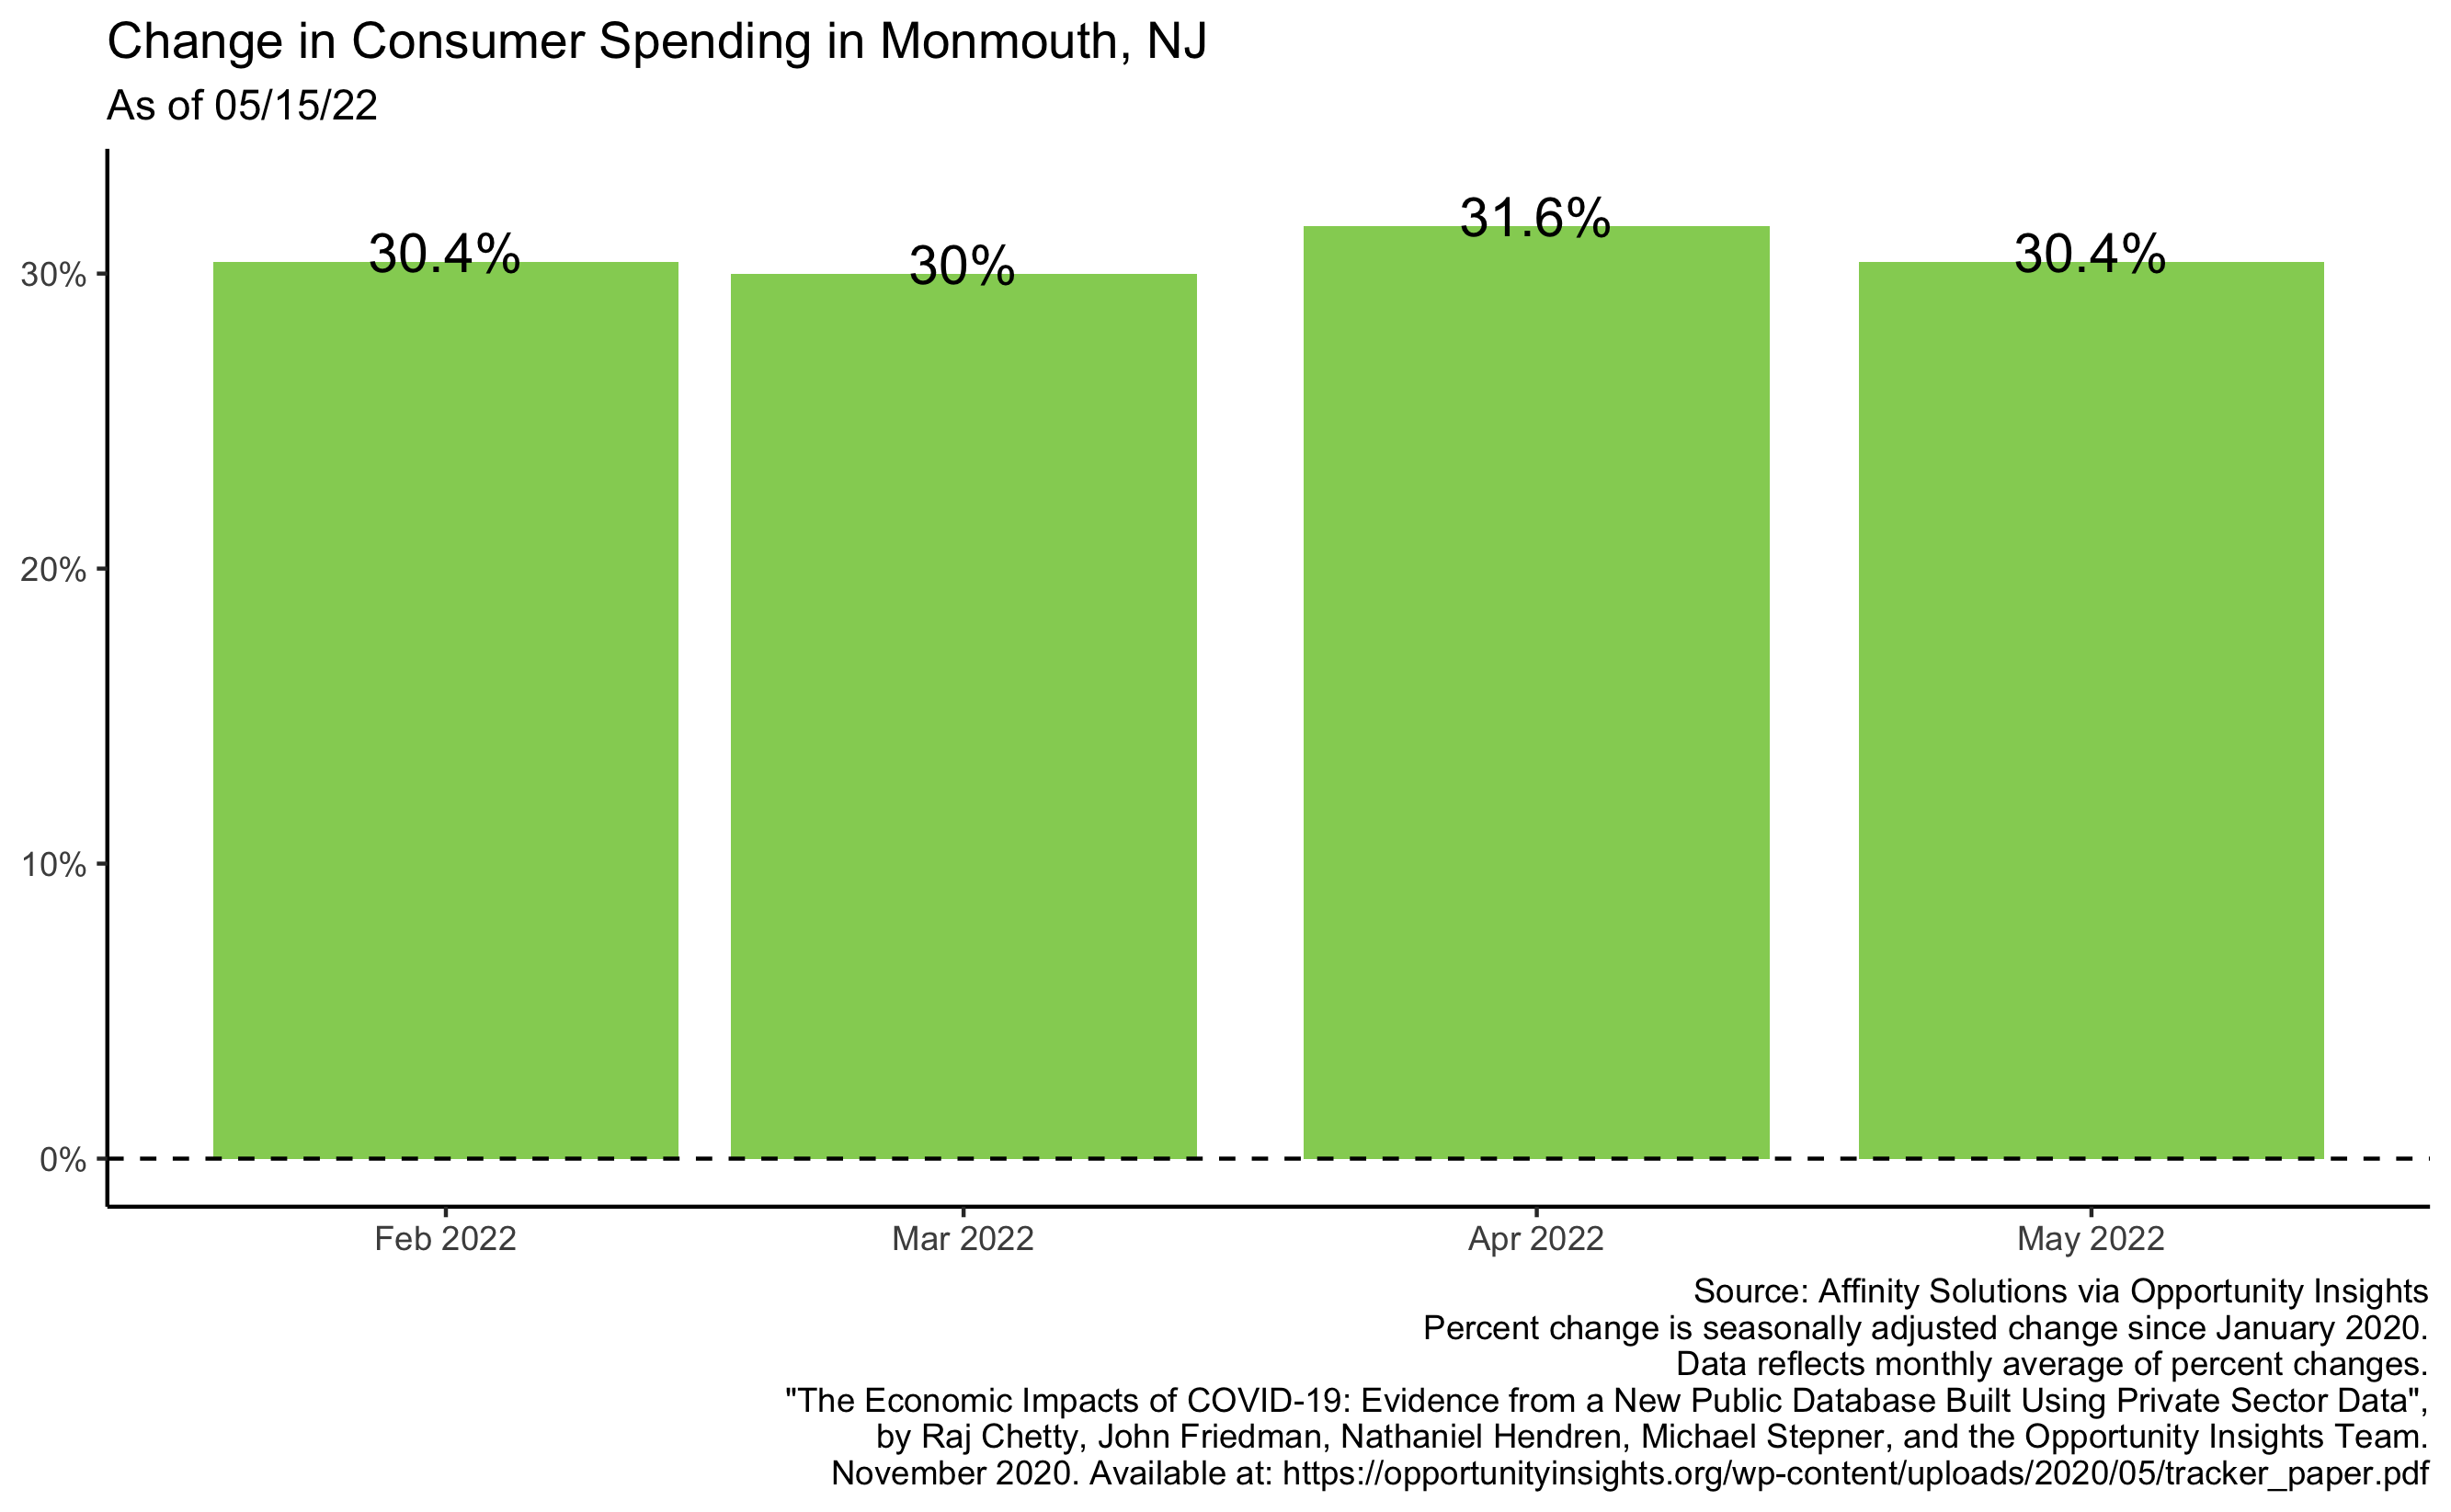 Change in Consumer Spending in Monmouth, NJ
As of 05/15/22
30.4%
30%
31.6%
30.4%
30%
20%
10%
0%
Feb 2022
Mar 2022
Apr 2022
May 2022
Source: Affinity Solutions via Opportunity Insights
Percent change is seasonally adjusted change since January 2020.
Data reflects monthly average of percent changes.
"The Economic Impacts of COVID-19: Evidence from a New Public Database Built Using Private Sector Data",
by Raj Chetty, John Friedman, Nathaniel Hendren, Michael Stepner, and the Opportunity Insights Team.
November 2020. Available at: https://opportunityinsights.org/wp-content/uploads/2020/05/tracker_paper.pdf